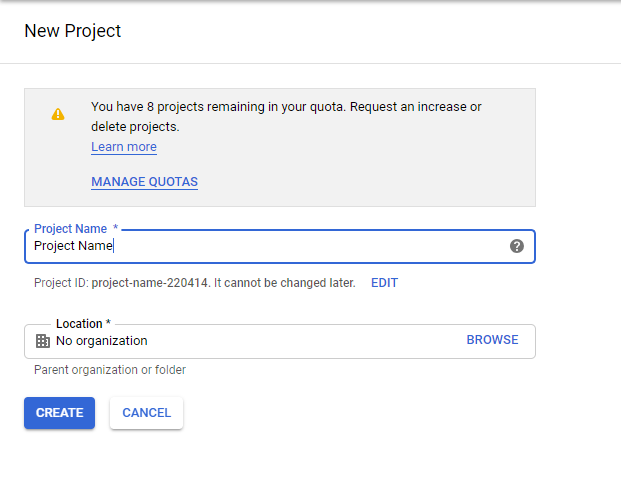 New Project
You have 8 projects remaining in your quota. Request an increase or
delete projects.
Learn more
MANAGE QUOTAS
Project Name *
Project Name
Project ID: project-name-220414. It cannot be changed later. EDIT
Location *
No organization BROWSE
Parent organization or folder
CREATE CANCEL